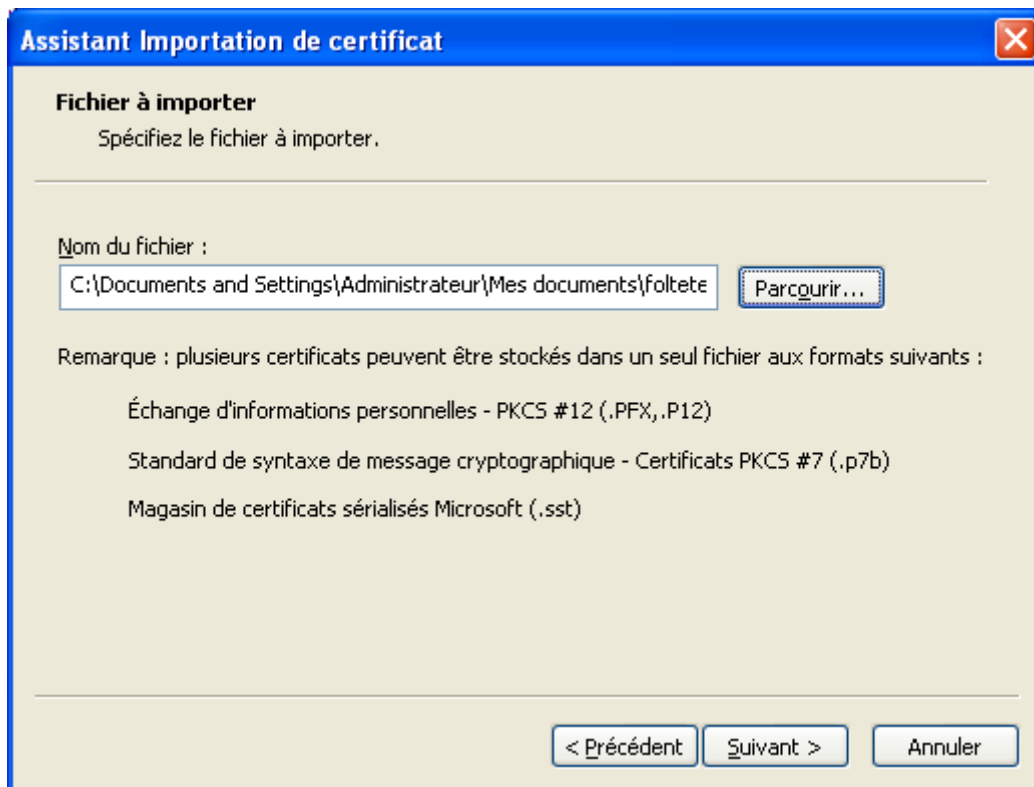 Assistant Importation de certificat
Fichier à importer
Spécifiez le fichier à importer.
Nom du fichier :
C:\Documents and Settings\Administrateur\Mes documents\foltete
Parcourir...
Remarque : plusieurs certificats peuvent être stockés dans un seul fichier aux formats suivants :
Échange d'informations personnelles - PKCS #12 (.PFX,.P12)
Standard de syntaxe de message cryptographique - Certificats PKCS #7 (.p7b)
Magasin de certificats sérialisés Microsoft (.sst)
< Précédent
Suivant >
Annuler